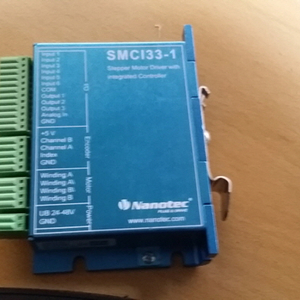 SMCI33-1
Stepper Motor Driver with
Integrated Controller
Input 1
Input 2
Input 3
Input 4
Input 5
Input 6
COM
Output 1
Output 2
Output 3
Analog In
GND
I/O
+5 V
Channel B
Channel A
Index
GND
Encoder
Winding A
Winding A\
Winding B\
Winding B
Motor
UB 24-48V
GND
Power
Nanotec
PLUG & DRIVE
www.nanotec.com